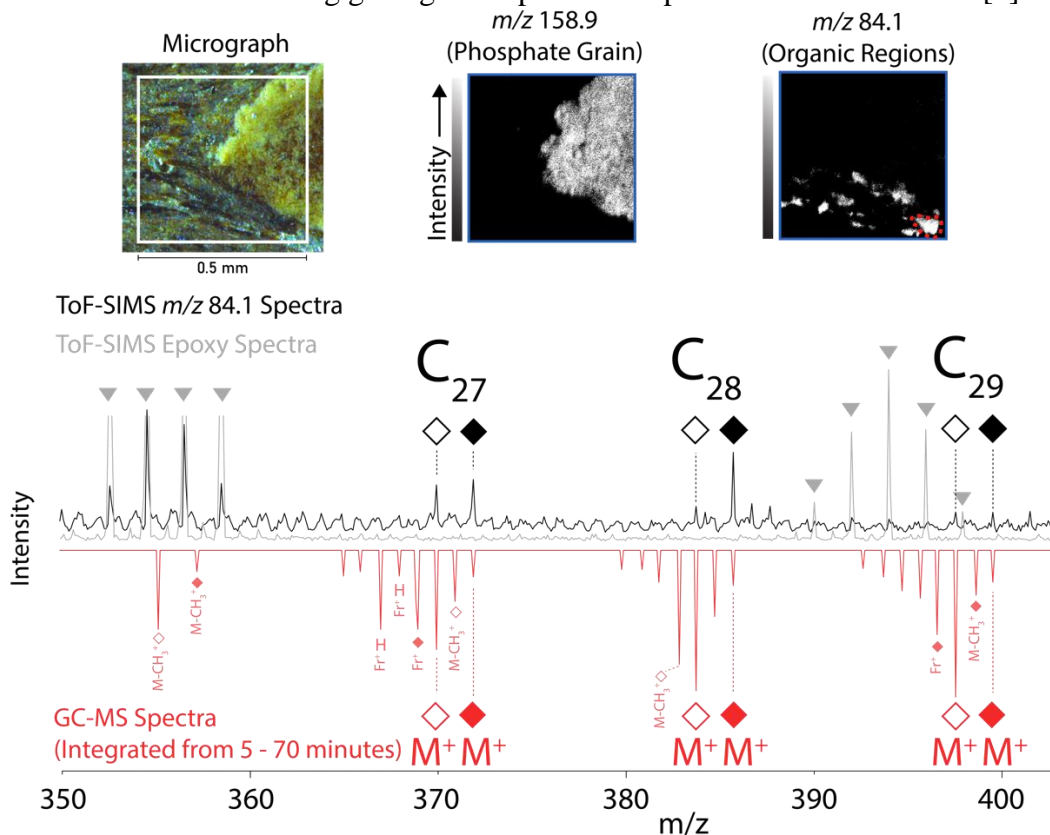 m/z 158.9
(Phosphate Grain)
m/z 84.1
(Organic Regions)
Micrograph
Intensity
0.5 mm
ToF-SIMS m/z 84.1 Spectra
ToF-SIMS Epoxy Spectra
C27
C28
C29
Intensity
M-CH3+
M-CH3+
Fr+
Fr+
Fr+
M-CH3+
M-CH3+
Fr+
M-CH3+
GC-MS Spectra
(Integrated from 5 - 70 minutes)
M+ M+
M+ M+
M+ M+
350 360 370 380 390 400
m/z